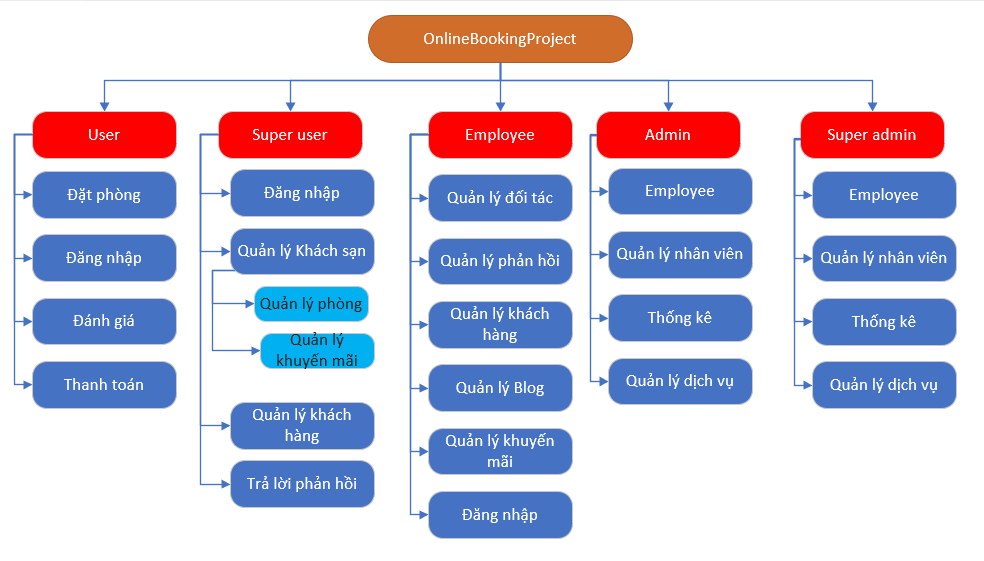 OnlineBookingProject
User
Đặt phòng
Đăng nhập
Đánh giá
Thanh toán
Super user
Đăng nhập
Quản lý Khách sạn
Quản lý phòng
Quản lý
khuyến mãi
Quản lý khách
hàng
Trả lời phản hồi
Employee
Quản lý đối tác
Quản lý phản hồi
Quản lý khách
hàng
Quản lý Blog
Quản lý khuyến
mãi
Đăng nhập
Admin
Employee
Quản lý nhân viên
Thống kê
Quản lý dịch vụ
Super admin
Employee
Quản lý nhân viên
Thống kê
Quản lý dịch vụ